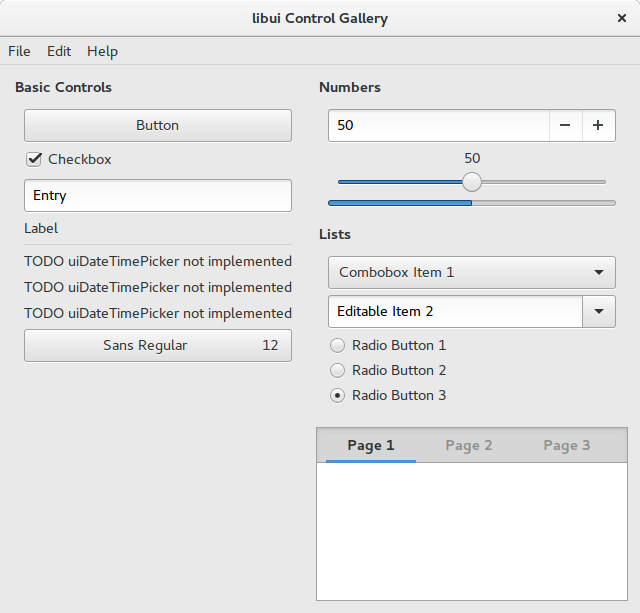 libui Control Gallery
File Edit Help
Basic Controls
Button
Checkbox
Entry
Label
TODO uiDateTimePicker not implemented
TODO uiDateTimePicker not implemented
TODO uiDateTimePicker not implemented
Sans Regular 12
Numbers
50
50
Lists
Combobox Item 1
Editable Item 2
Radio Button 1
Radio Button 2
Radio Button 3
Page 1 Page 2 Page 3